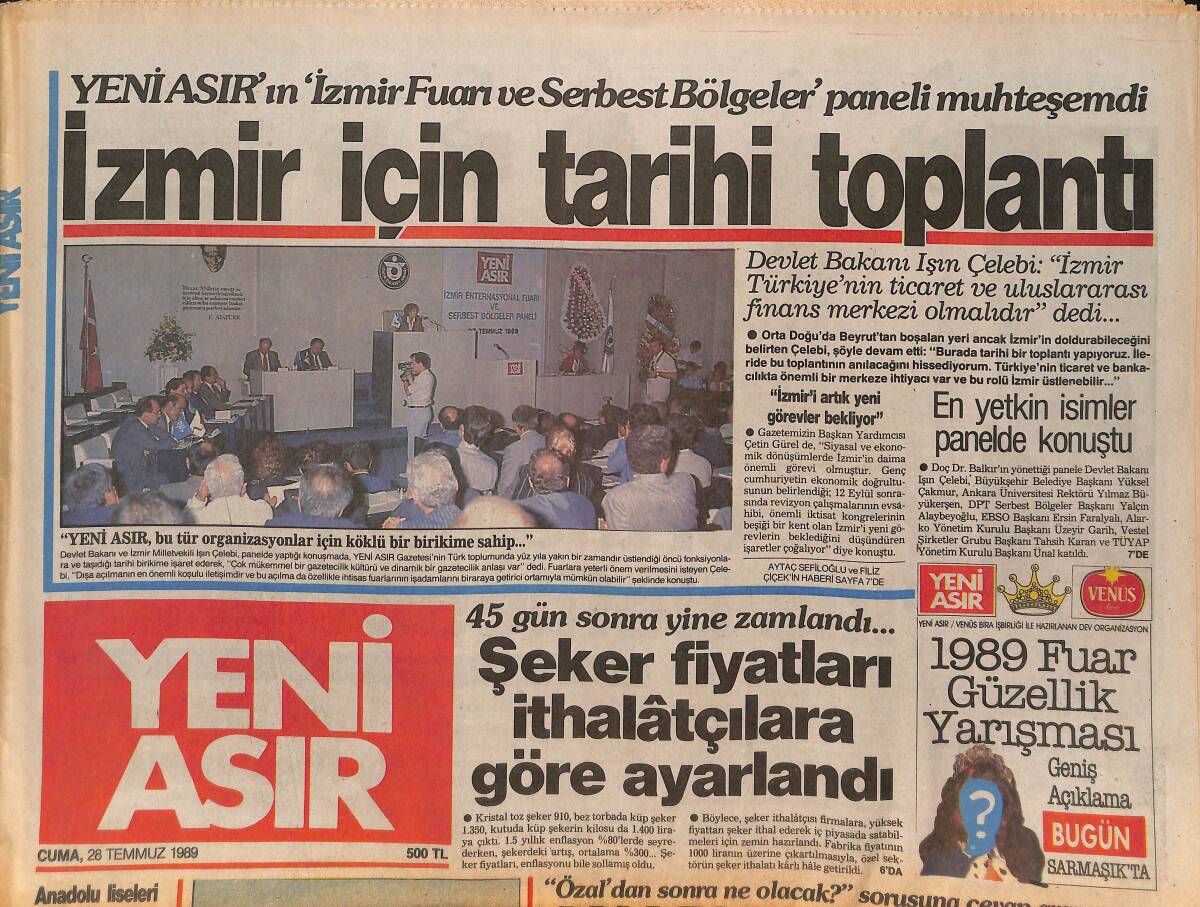 YENİ ASIR
YENİ ASIR'ın 'İzmir Fuarı ve Serbest Bölgeler' paneli muhteşemdi
İzmir için tarihi toplantı
K. ATATÜRK
YENİ
ASIR
İZMİR ENTERNASYONAL FUARI
VE
SERBEST BÖLGELER PANELİ
TEMMUZ 1989
YENİ
ASIR
"YENİ ASIR, bu tür organizasyonlar için köklü bir birikime sahip..."
Devlet Bakanı ve İzmir Milletvekili Işın Çelebi, panelde yaptığı konuşmada, YENİ ASIR Gazetesi'nin Türk toplumunda yüz yıla yakın bir zamandır üstlendiği öncü fonksiyonla-
ra ve taşıdığı tarihi birikime işaret ederek, "Çok mükemmel bir gazetecilik kültürü ve dinamik bir gazetecilik anlaşı var" dedi. Fuarlara yeterli önem verilmesini isteyen Çele-
bi, "Dışa açılmanın en önemli koşulu iletişimdir ve bu açılma da özellikle ihtisas fuarlarının işadamlarını biraraya getirici ortamıyla mümkün olabilir" şeklinde konuştu.
Devlet Bakanı Işın Çelebi: "İzmir
Türkiye'nin ticaret ve uluslararası
finans merkezi olmalıdır" dedi...
● Orta Doğu'da Beyrut'tan boşalan yeri ancak İzmir'in doldurabileceğini
belirten Çelebi, şöyle devam etti: "Burada tarihi bir toplantı yapıyoruz. İle-
ride bu toplantının anılacağını hissediyorum. Türkiye'nin ticaret ve banka-
cılıkta önemli bir merkeze ihtiyacı var ve bu rolü İzmir üstlenebilir..."
"İzmir'i artık yeni
görevler bekliyor"
● Gazetemizin Başkan Yardımcısı
Çetin Gürel de, "Siyasal ve ekono-
mik dönüşümlerde İzmir'in daima
önemli görevi olmuştur. Genç
cumhuriyetin ekonomik doğrultu-
sunun belirlendiği; 12 Eylül sonra-
sında revizyon çalışmalarının evsa-
hibi, önemli iktisat kongrelerinin
beşiği bir kent olan İzmir'i yeni gö-
revlerin beklediğini düşündüren
işaretler çoğalıyor" diye konuştu.
AYTAÇ SEFİLOĞLU ve FİLİZ
ÇİÇEK'İN HABERİ SAYFA 7'DE
En yetkin isimler
panelde konuştu
● Doç Dr. Balkır'ın yönettiği panele Devlet Bakanı
Işın Çelebi, Büyükşehir Belediye Başkanı Yüksel
Çakmur, Ankara Üniversitesi Rektörü Yılmaz Bü-
yükerşen, DPT Serbest Bölgeler Başkanı Yalçın
Alaybeyoğlu, EBSO Başkanı Ersin Faralyalı, Alar-
ko Yönetim Kurulu Başkanı Üzeyir Garih, Vestel
Şirketler Grubu Başkanı Tahsih Karan ve TÜYAP
Yönetim Kurulu Başkanı Ünal katıldı. 7'DE
YENİ
ASIR
CUMA, 28 TEMMUZ 1989
500 TL
45 gün sonra yine zamlandı...
Şeker fiyatları
ithalâtçılara
göre ayarlandı
● Kristal toz şeker 910, bez torbada küp şeker
1.350, kutuda küp şekerin kilosu da 1.400 lira-
ya çıktı. 1.5 yıllık enflasyon %80'lerde seyre-
derken, şekerdeki artış, ortalama %300... Şe-
ker fiyatları, enflasyonu bile sollamış oldu.
● Böylece, şeker ithalâtçısı firmalara, yüksek
fiyattan şeker ithal ederek iç piyasada satabil-
meleri için zemin hazırlandı. Fabrika fiyatının
1000 liranın üzerine çıkartılmasıyla, özel sek-
törün şeker ithalatı kârlı hâle getirildi. 6'DA
YENİ
ASIR
VENÜS
YENİ ASIR / VENÜS BİRA İŞBİRLİĞİ İLE HAZIRLANAN DEV ORGANİZASYON
1989 Fuar
Güzellik
Yarışması
Geniş
Açıklama
?
BUGÜN
SARMAŞIK'TA
Anadolu liseleri
"Özal'dan sonra ne olacak?" sorusuna